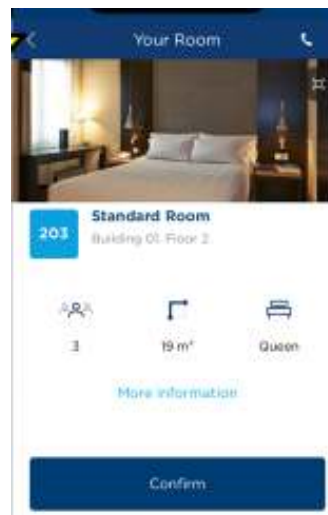 Your Room
203
Standard Room
Building 01. Floor 2
3
19 m²
Queen
More information
Confirm